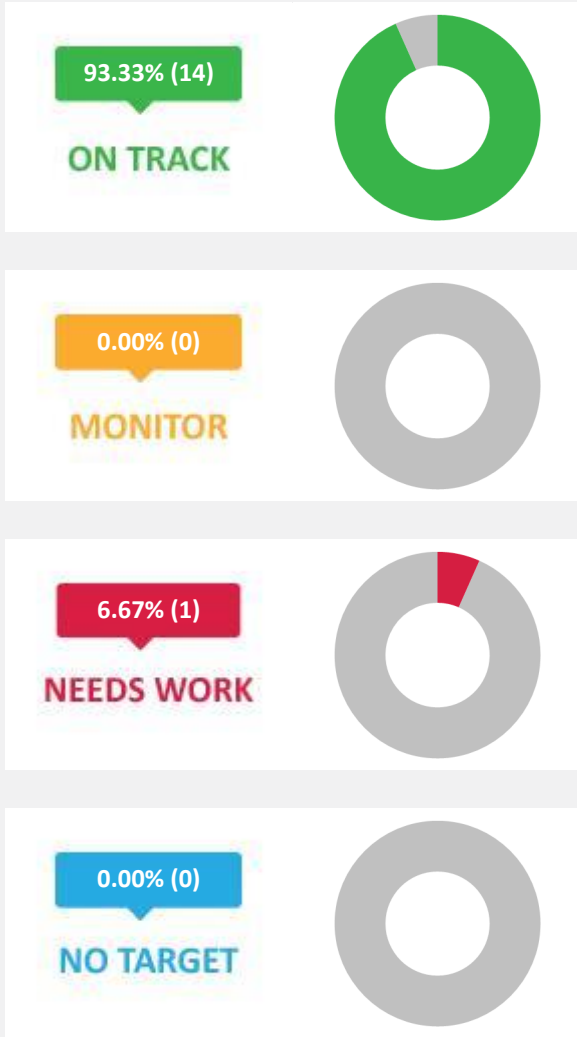 93.33% (14)
ON TRACK
0.00% (0)
MONITOR
6.67% (1)
NEEDS WORK
0.00% (0)
NO TARGET